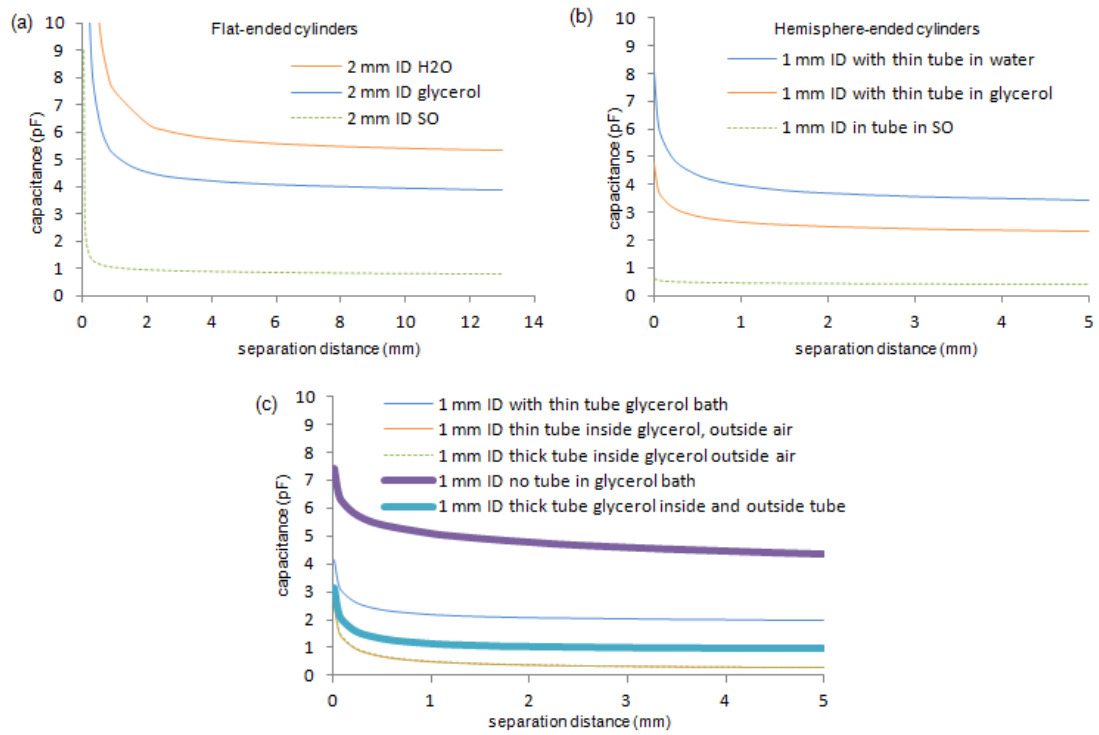 (a)
Flat-ended cylinders
2 mm ID H2O
2 mm ID glycerol
2 mm ID SO
capacitance (pF)
10
9
8
7
6
5
4
3
2
1
0
0 2 4 6 8 10 12 14
separation distance (mm)
(b)
Hemisphere-ended cylinders
1 mm ID with thin tube in water
1 mm ID with thin tube in glycerol
1 mm ID in tube in SO
capacitance (pF)
10
9
8
7
6
5
4
3
2
1
0
0 1 2 3 4 5
separation distance (mm)
(c)
1 mm ID with thin tube glycerol bath
1 mm ID thin tube inside glycerol, outside air
1 mm ID thick tube inside glycerol outside air
1 mm ID no tube in glycerol bath
1 mm ID thick tube glycerol inside and outside tube
capacitance (pF)
10
9
8
7
6
5
4
3
2
1
0
0 1 2 3 4 5
separation distance (mm)